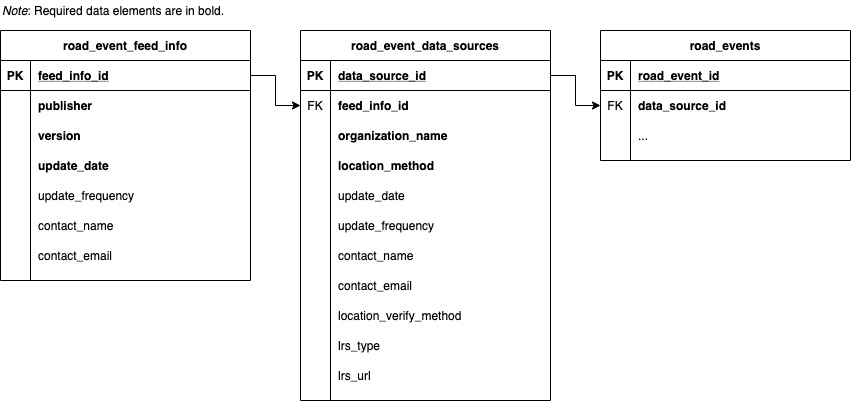 Note: Required data elements are in bold.
road_event_feed_info
PK feed_info_id
publisher
version
update_date
update_frequency
contact_name
contact_email
road_event_data_sources
PK data_source_id
FK feed_info_id
organization_name
location_method
update_date
update_frequency
contact_name
contact_email
location_verify_method
lrs_type
lrs_url
road_events
PK road_event_id
FK data_source_id
...